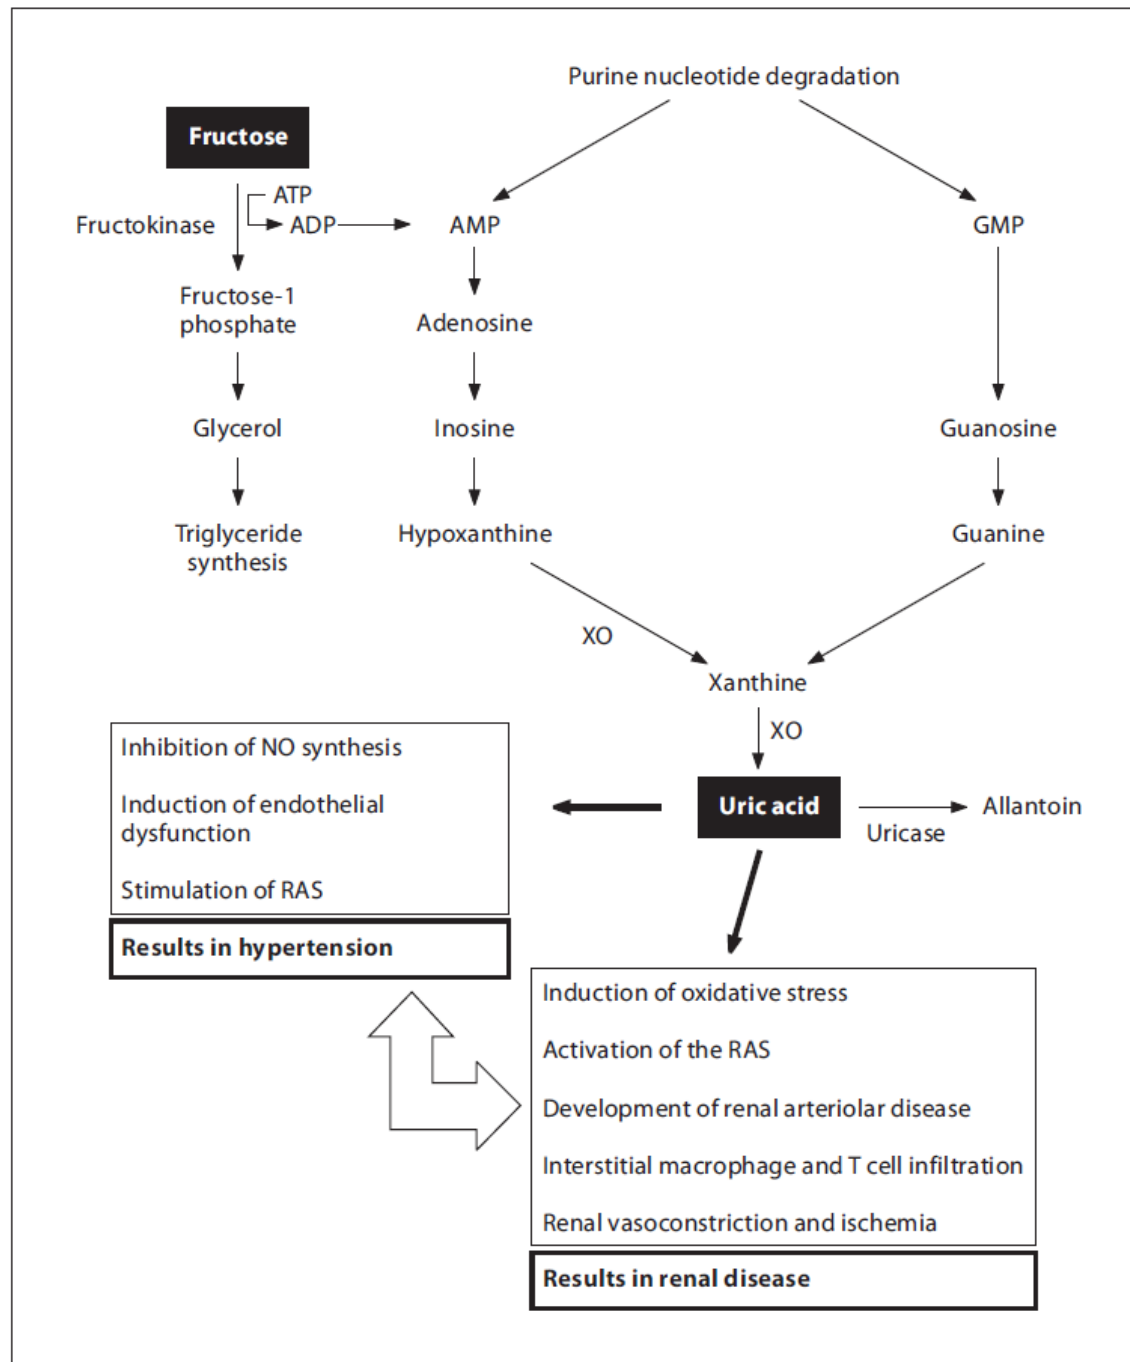 Purine nucleotide degradation
Fructose
ATP
Fructokinase
ADP
AMP
GMP
Fructose-1
phosphate
Adenosine
Glycerol
Inosine
Guanosine
Triglyceride
synthesis
Hypoxanthine
Guanine
XO
Xanthine
XO
Inhibition of NO synthesis
Induction of endothelial
dysfunction
Stimulation of RAS
Results in hypertension
Uric acid
Uricase
Allantoin
Induction of oxidative stress
Activation of the RAS
Development of renal arteriolar disease
Interstitial macrophage and T cell infiltration
Renal vasoconstriction and ischemia
Results in renal disease